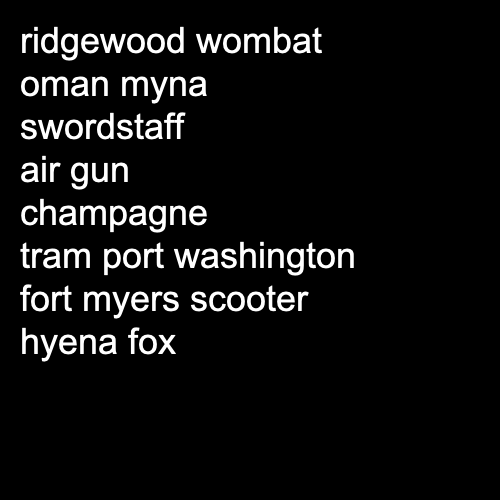 ridgewood wombat
oman myna
swordstaff
air gun
champagne
tram port washington
fort myers scooter
hyena fox